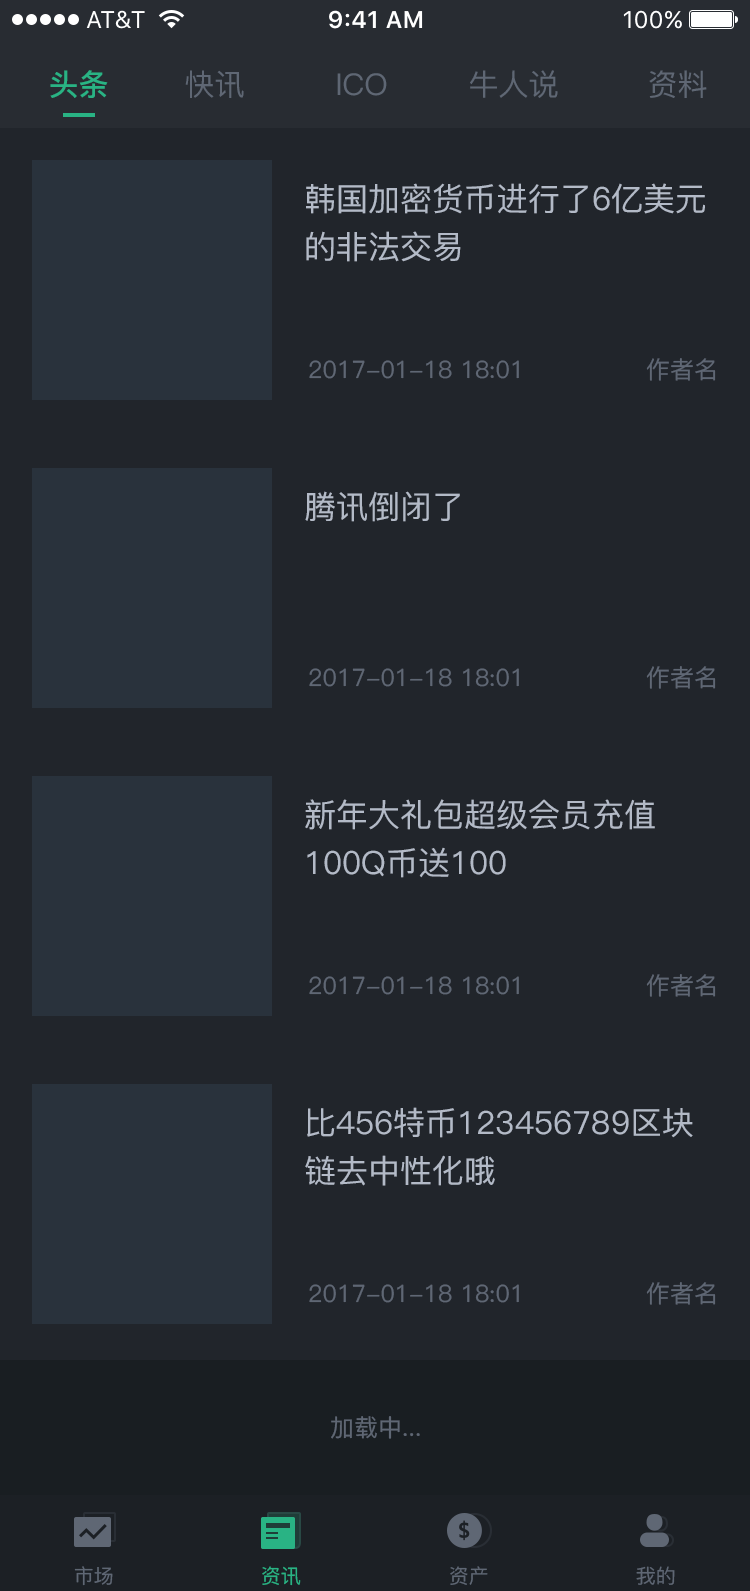 AT&T 9:41 AM 100%
头条 快讯 ICO 牛人说 资料
韩国加密货币进行了6亿美元
的非法交易
2017-01-18 18:01 作者名
腾讯倒闭了
2017-01-18 18:01 作者名
新年大礼包超级会员充值
100Q币送100
2017-01-18 18:01 作者名
比456特币123456789区块
链去中性化哦
2017-01-18 18:01 作者名
加载中...
市场 资讯 资产 我的